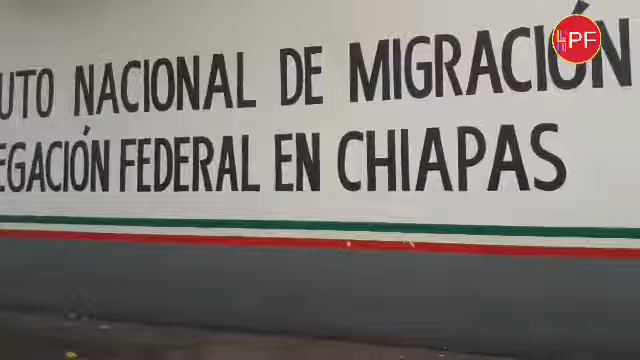 UTO NACIONAL DE MIGRACIÓN
EGACIÓN FEDERAL EN CHIAPAS
PF